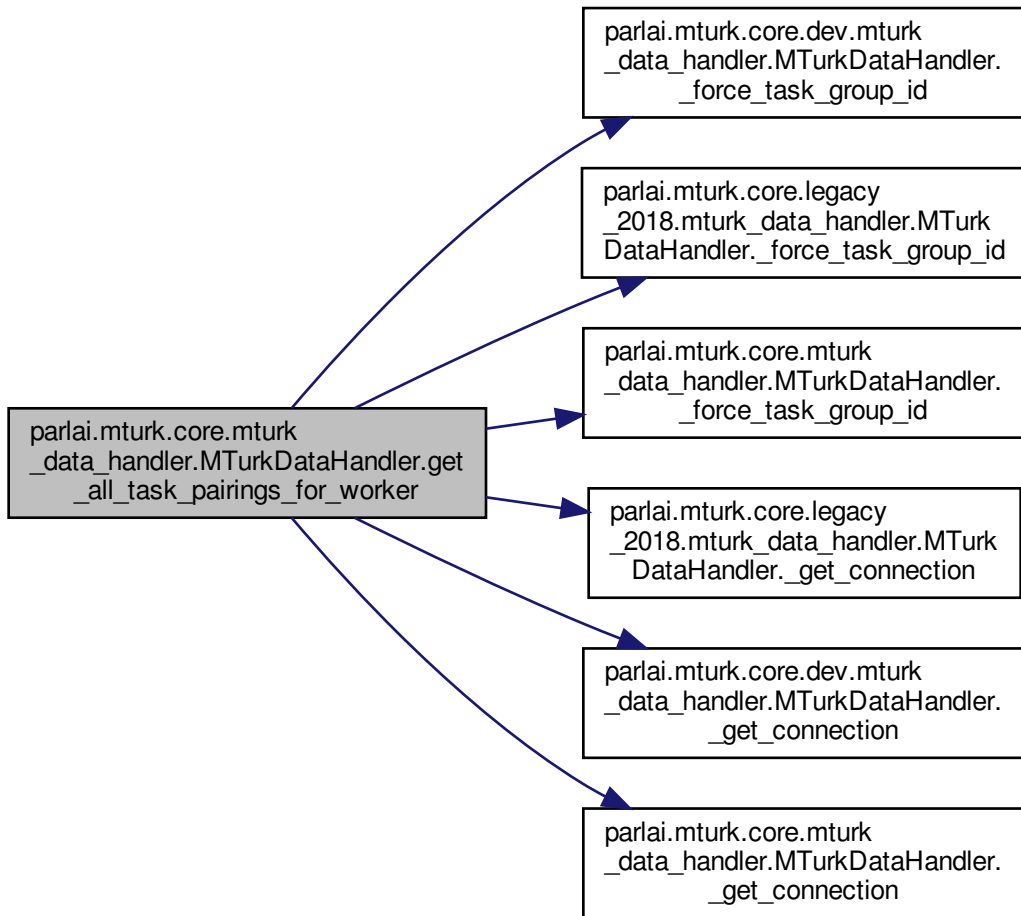 parlai.mturk.core.dev.mturk
_data_handler.MTurkDataHandler.
_force_task_group_id
parlai.mturk.core.legacy
_2018.mturk_data_handler.MTurk
DataHandler._force_task_group_id
parlai.mturk.core.mturk
_data_handler.MTurkDataHandler.
_force_task_group_id
parlai.mturk.core.mturk
_data_handler.MTurkDataHandler.get
_all_task_pairings_for_worker
parlai.mturk.core.legacy
_2018.mturk_data_handler.MTurk
DataHandler._get_connection
parlai.mturk.core.dev.mturk
_data_handler.MTurkDataHandler.
_get_connection
parlai.mturk.core.mturk
_data_handler.MTurkDataHandler.
_get_connection